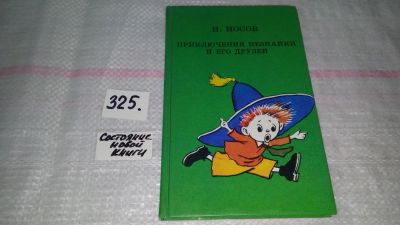 Н. НОСОВ
ПРИКЛЮЧЕНИЯ НЕЗНАЙКИ
И ЕГО ДРУЗЕЙ
325.
Состояние
новой
книги